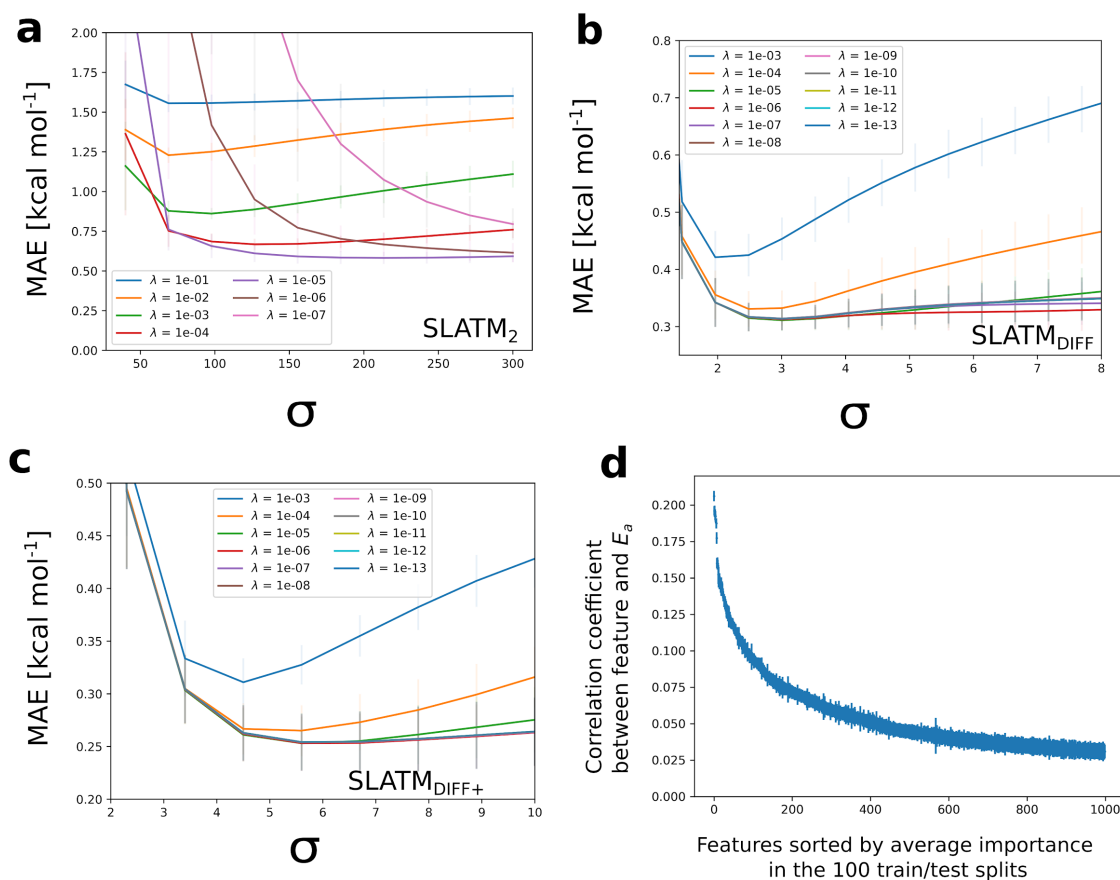 a
MAE [kcal mol-1]
2.00
1.75
1.50
1.25
1.00
0.75
0.50
0.25
0.00
λ = 1e-01
λ = 1e-02
λ = 1e-03
λ = 1e-04
λ = 1e-05
λ = 1e-06
λ = 1e-07
SLATM2
50 100 150 200 250 300
σ
b
MAE [kcal mol-1]
0.8
0.7
0.6
0.5
0.4
0.3
λ = 1e-03
λ = 1e-04
λ = 1e-05
λ = 1e-06
λ = 1e-07
λ = 1e-08
λ = 1e-09
λ = 1e-10
λ = 1e-11
λ = 1e-12
λ = 1e-13
SLATMDIFF
2 3 4 5 6 7 8
σ
c
MAE [kcal mol-1]
0.50
0.45
0.40
0.35
0.30
0.25
0.20
λ = 1e-03
λ = 1e-04
λ = 1e-05
λ = 1e-06
λ = 1e-07
λ = 1e-08
λ = 1e-09
λ = 1e-10
λ = 1e-11
λ = 1e-12
λ = 1e-13
SLATMDIFF+
2 3 4 5 6 7 8 9 10
σ
d
Correlation coefficient
between feature and Ea
0.200
0.175
0.150
0.125
0.100
0.075
0.050
0.025
0.000
0 200 400 600 800 1000
Features sorted by average importance
in the 100 train/test splits